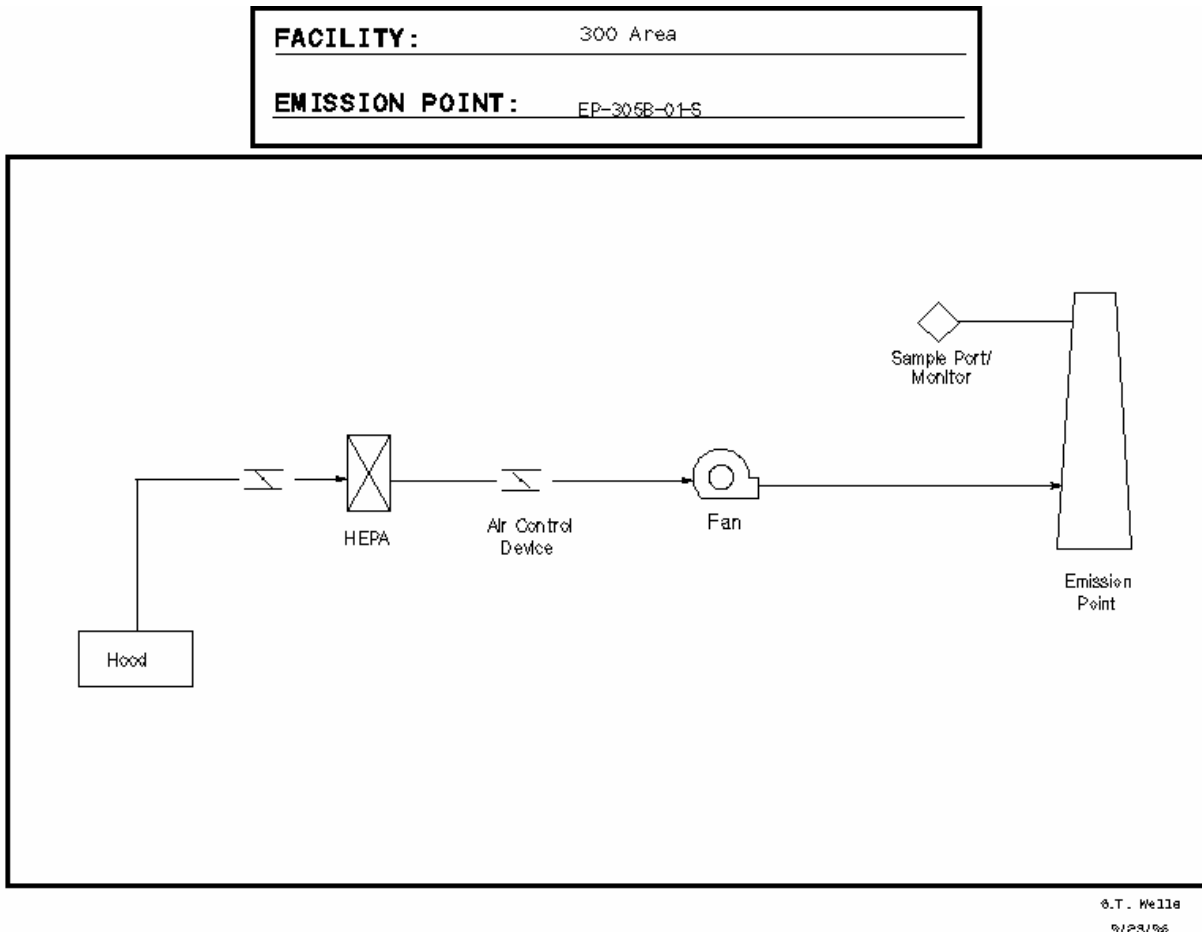 FACILITY: 300 Area
EMISSION POINT: EP-305B-01-S
Sample Port/
Monitor
HEPA
Air Control
Device
Fan
Emission
Point
Hood
Wells